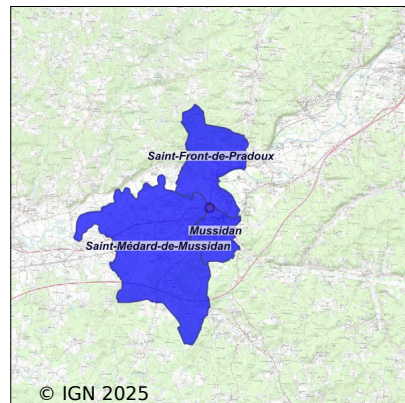 Saint-Front-de-Pradoux
Mussidan
Saint-Médard-de-Mussidan
© IGN 2025